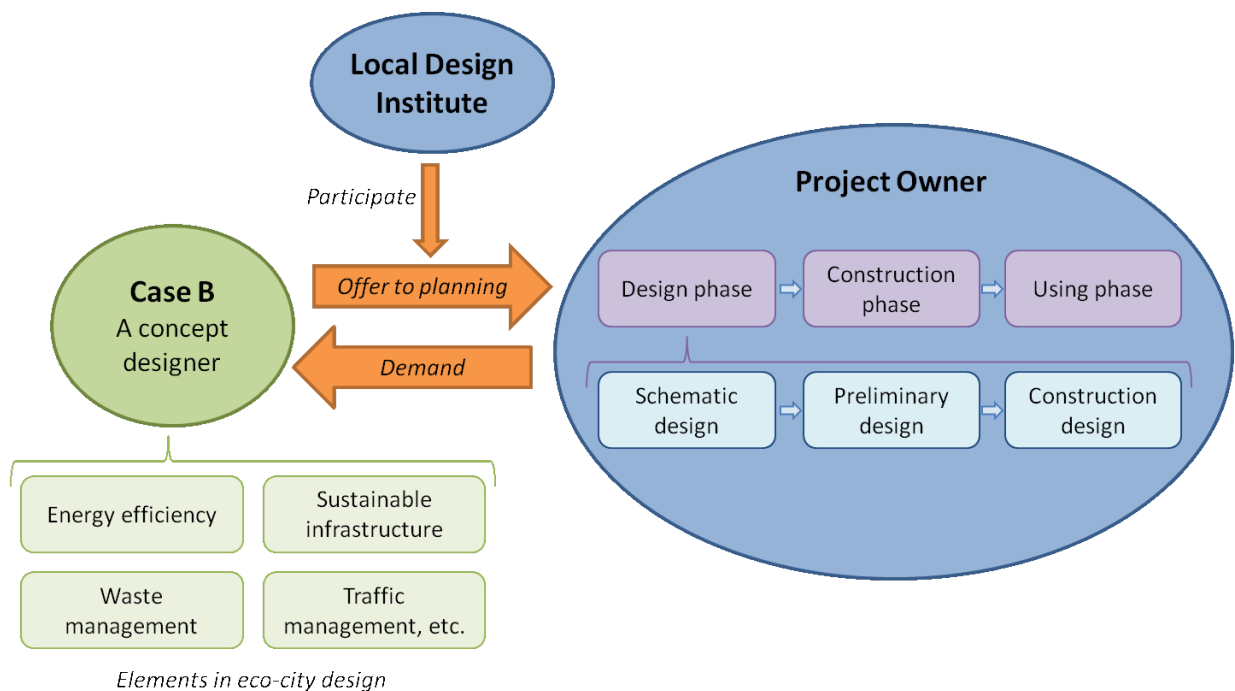 Local Design
Institute
Participate
Project Owner
Case B
A concept
designer
Offer to planning
Demand
Design phase
Construction
phase
Using phase
Schematic
design
Preliminary
design
Construction
design
Energy efficiency
Sustainable
infrastructure
Waste
management
Traffic
management, etc.
Elements in eco-city design